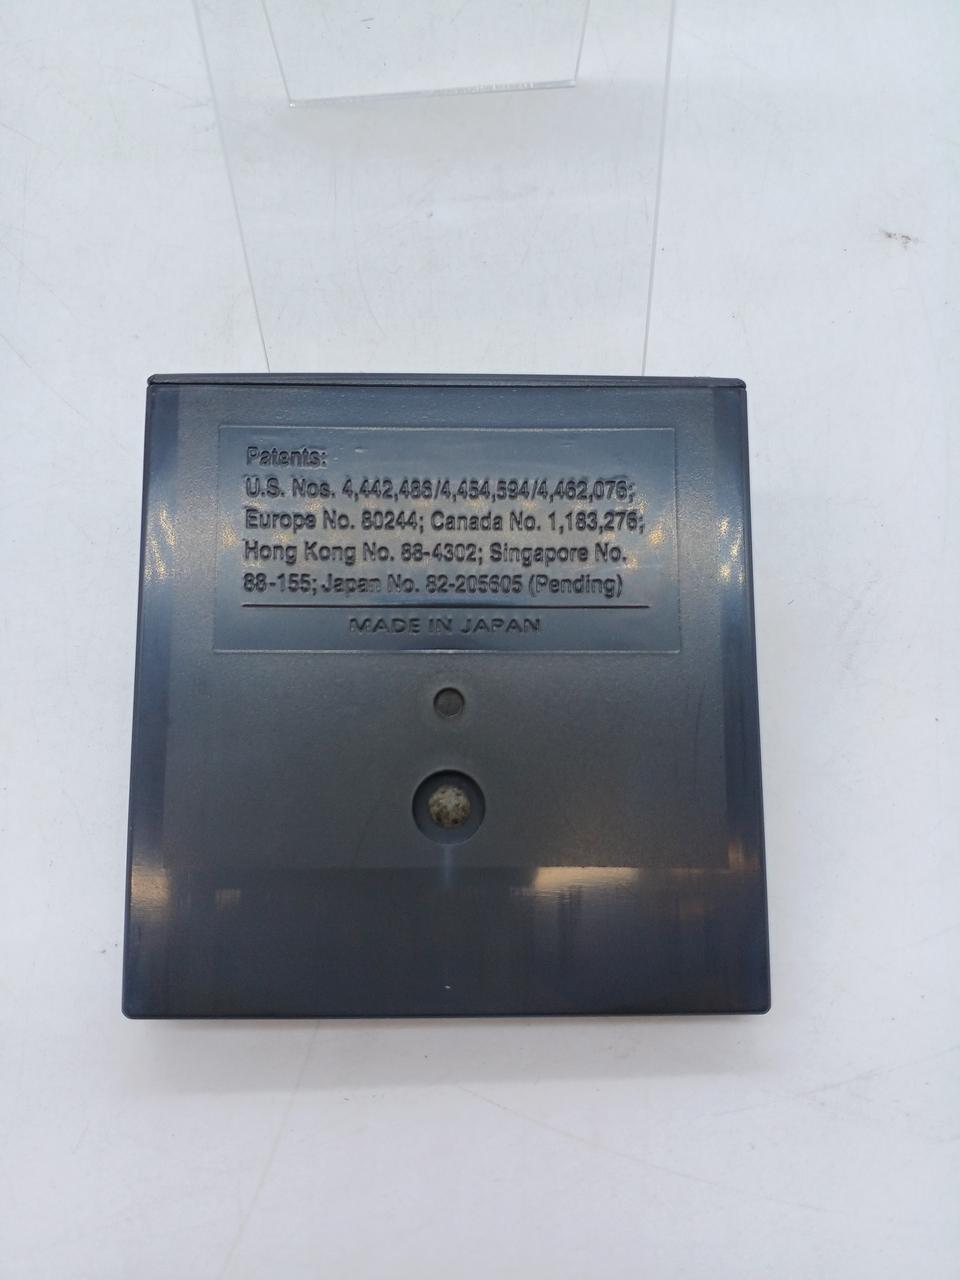 Patents:
U.S. Nos. 4,442,486/4,454,594/4,462,076;
Europe No. 80244; Canada No. 1,183,276;
Hong Kong No. 88-4302; Singapore No.
88-155; Japan No. 82-205605 (Pending)
MADE IN JAPAN